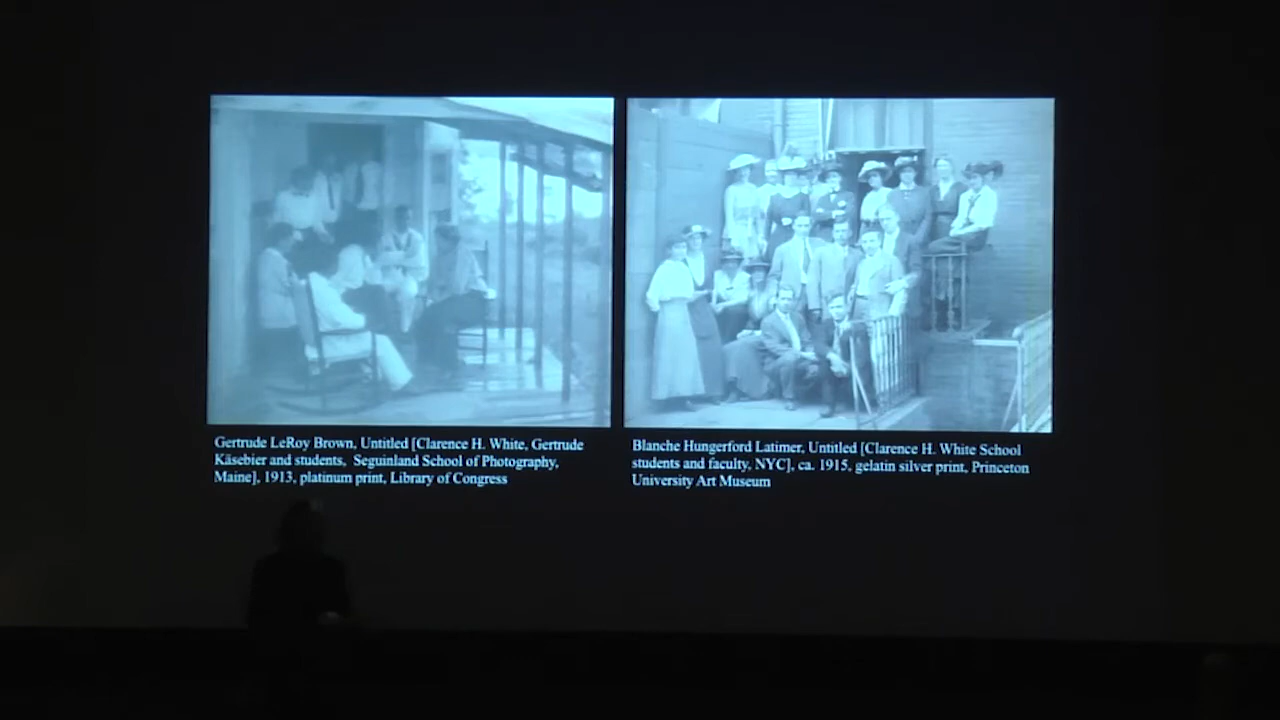 Gertrude LeRoy Brown, Untitled [Clarence H. White, Gertrude
Käsebier and students, Seguinland School of Photography,
Maine], 1913, platinum print, Library of Congress
Blanche Hungerford Latimer, Untitled [Clarence H. White School
students and faculty, NYC], ca. 1915, gelatin silver print, Princeton
University Art Museum